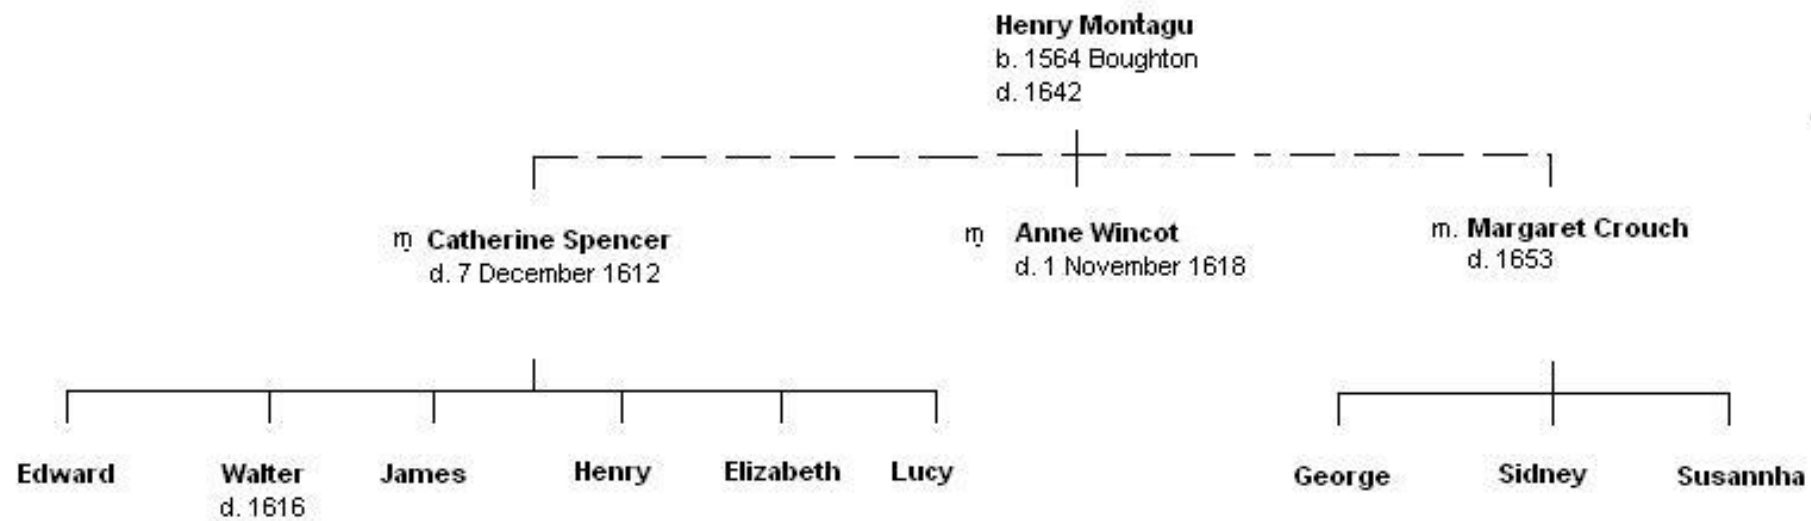 Henry Montagu
b. 1564 Boughton
d. 1642
m Catherine Spencer
d. 7 December 1612
m Anne Wincot
d. 1 November 1618
m. Margaret Crouch
d. 1653
Edward
Walter
d. 1616
James
Henry
Elizabeth
Lucy
George
Sidney
Susannha